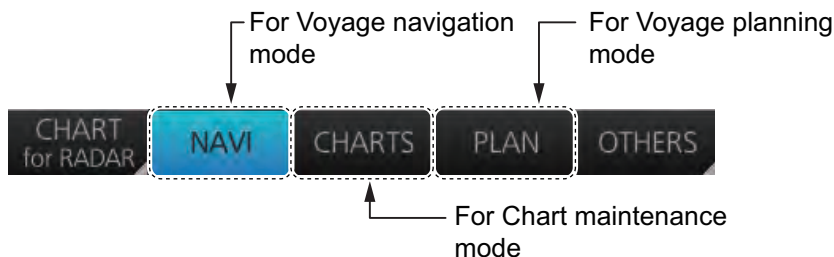 For Voyage navigation
mode
For Voyage planning
mode
CHART
for RADAR
NAVI
CHARTS
PLAN
OTHERS
For Chart maintenance
mode